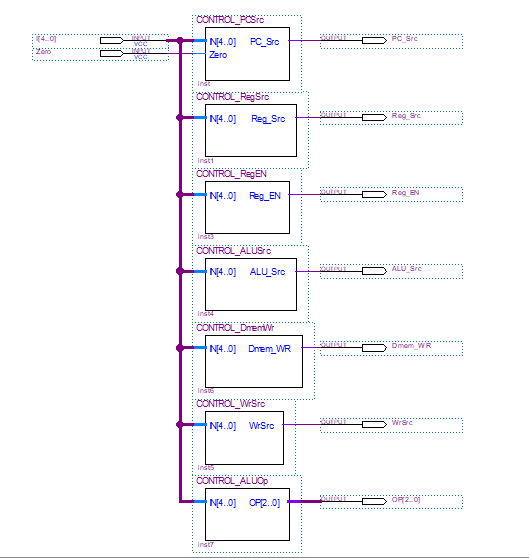 CONTROL_PCSrc
I[4..0] INPUT VCC IN[4..0] PC_Src OUTPUT PC_Src
Zero INPUT VCC Zero
inst
CONTROL_RegSrc
IN[4..0] Reg_Src OUTPUT Reg_Src
inst1
CONTROL_RegEN
IN[4..0] Reg_EN OUTPUT Reg_EN
inst3
CONTROL_ALUSrc
IN[4..0] ALU_Src OUTPUT ALU_Src
inst4
CONTROL_DmemWr
IN[4..0] Dmem_WR OUTPUT Dmem_WR
inst6
CONTROL_WrSrc
IN[4..0] WrSrc OUTPUT WrSrc
inst5
CONTROL_ALUOp
IN[4..0] OP[2..0] OUTPUT OP[2..0]
inst7